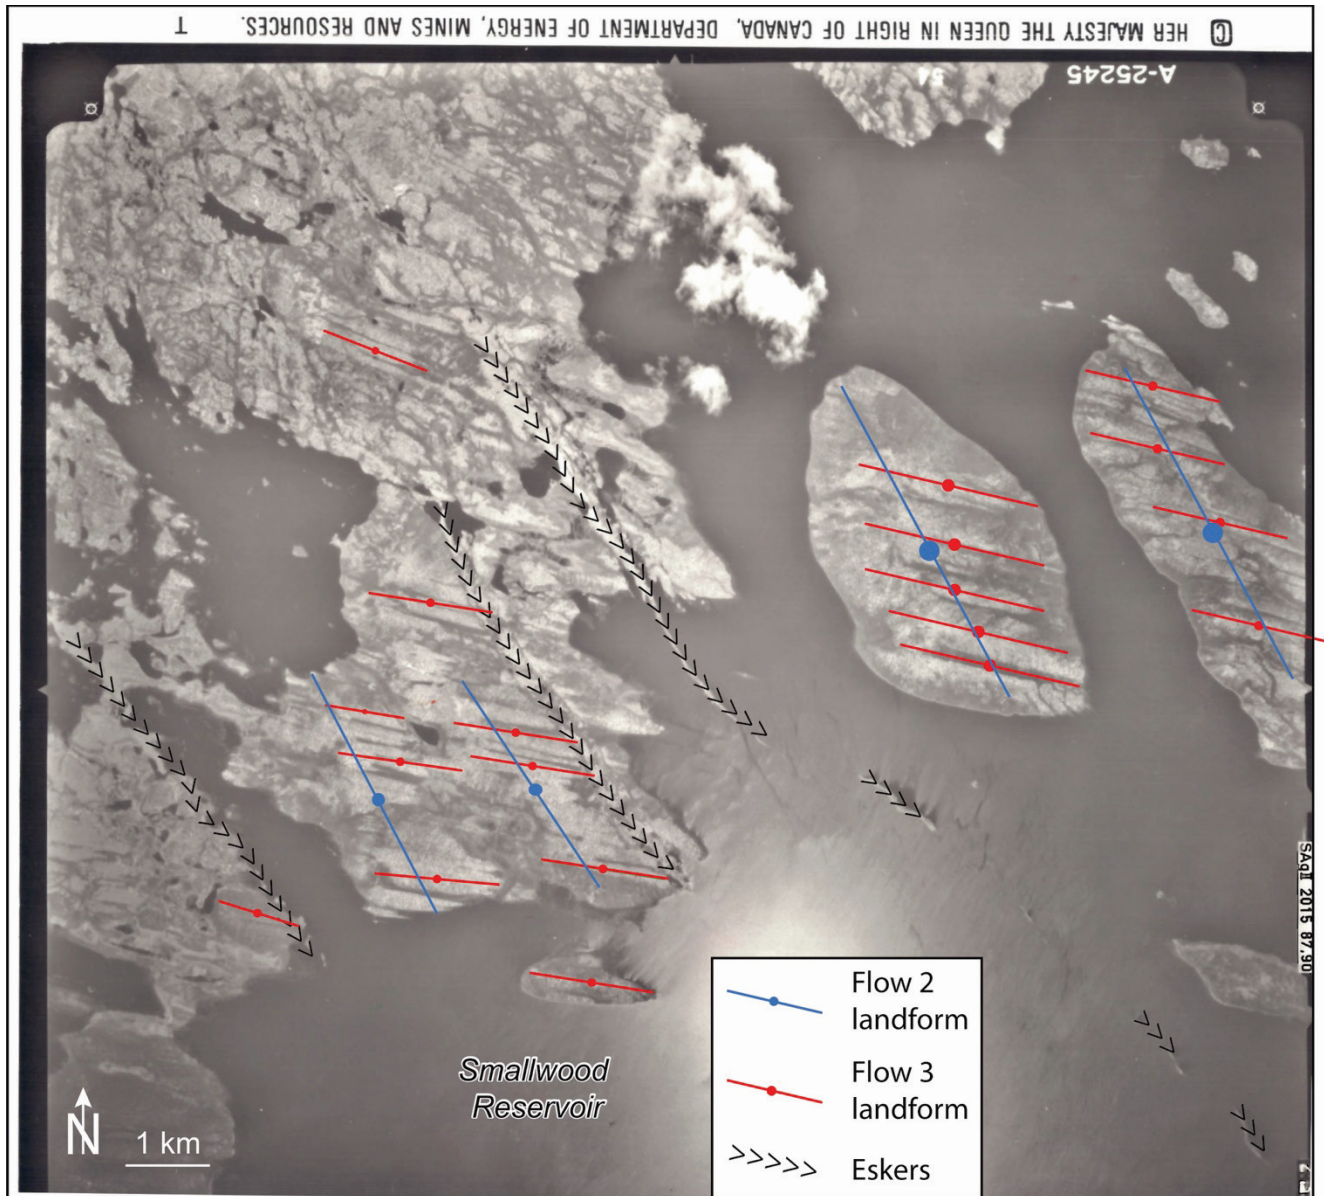 © HER MAJESTY THE QUEEN IN RIGHT OF CANADA, DEPARTMENT OF ENERGY, MINES AND RESOURCES. T
A-25245 54
SAgII 2015 87,90
Smallwood
Reservoir
N
1 km
Flow 2
landform
Flow 3
landform
Eskers